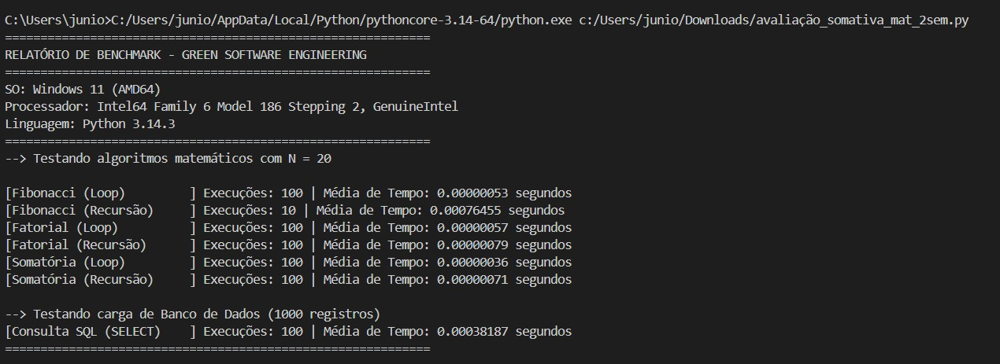 C:\Users\junio>C:/Users/junio/AppData/Local/Python/pythoncore-3.14-64/python.exe c:/Users/junio/Downloads/avaliação_somativa_mat_2sem.py
============================================================
RELATÓRIO DE BENCHMARK - GREEN SOFTWARE ENGINEERING
============================================================
SO: Windows 11 (AMD64)
Processador: Intel64 Family 6 Model 186 Stepping 2, GenuineIntel
Linguagem: Python 3.14.3
============================================================
--> Testando algoritmos matemáticos com N = 20
[Fibonacci (Loop)         ] Execuções: 100 | Média de Tempo: 0.00000053 segundos
[Fibonacci (Recursão)     ] Execuções: 10 | Média de Tempo: 0.00076455 segundos
[Fatorial (Loop)          ] Execuções: 100 | Média de Tempo: 0.00000057 segundos
[Fatorial (Recursão)      ] Execuções: 100 | Média de Tempo: 0.00000079 segundos
[Somatória (Loop)         ] Execuções: 100 | Média de Tempo: 0.00000036 segundos
[Somatória (Recursão)     ] Execuções: 100 | Média de Tempo: 0.00000071 segundos
--> Testando carga de Banco de Dados (1000 registros)
[Consulta SQL (SELECT)    ] Execuções: 100 | Média de Tempo: 0.00038187 segundos
============================================================